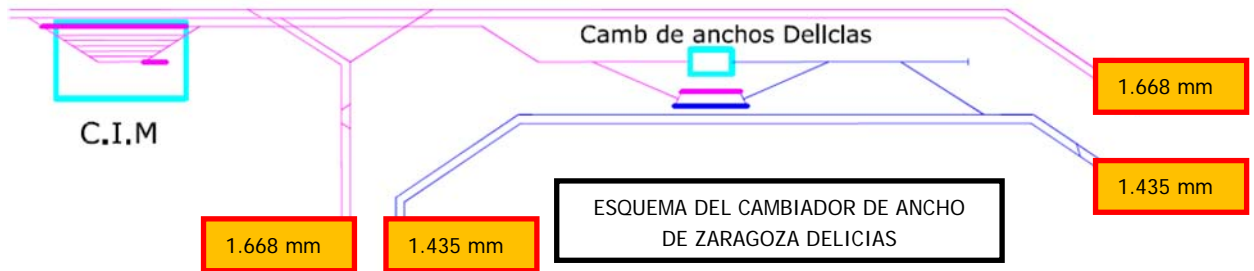 Camb de anchos Delicias
1.668 mm
C.I.M
1.435 mm
ESQUEMA DEL CAMBIADOR DE ANCHO
DE ZARAGOZA DELICIAS
1.668 mm
1.435 mm